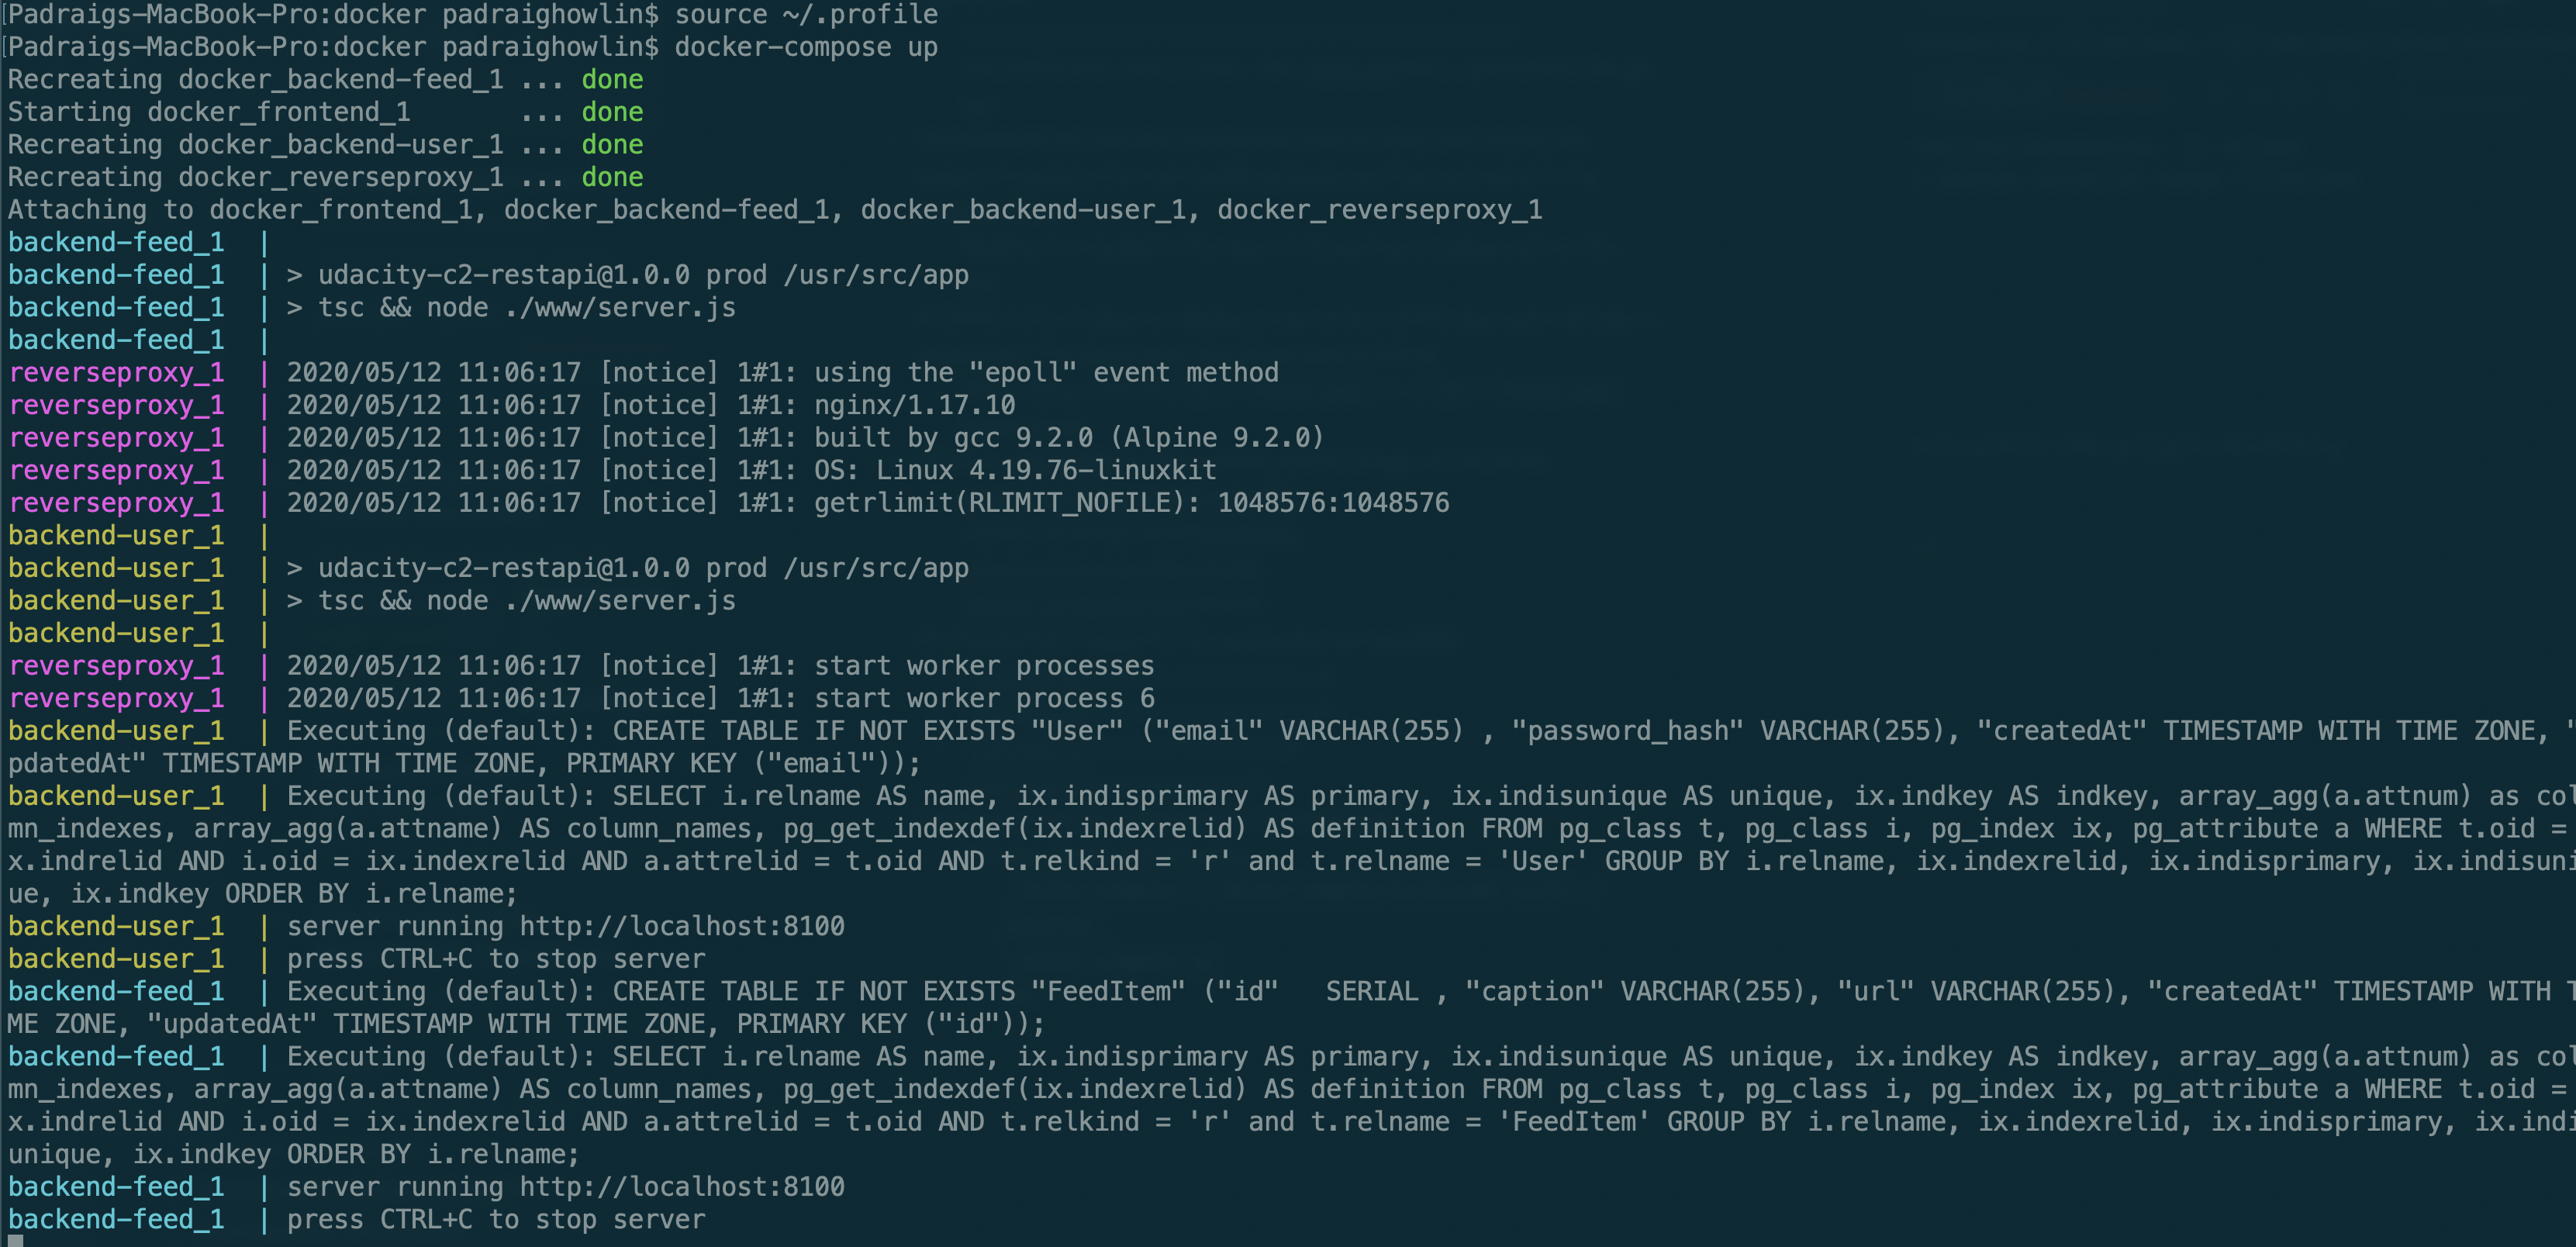 Padraigs-MacBook-Pro:docker padraighowlin$ source ~/.profile
Padraigs-MacBook-Pro:docker padraighowlin$ docker-compose up
Recreating docker_backend-feed_1 ... done
Starting docker_frontend_1       ... done
Recreating docker_backend-user_1 ... done
Recreating docker_reverseproxy_1 ... done
Attaching to docker_frontend_1, docker_backend-feed_1, docker_backend-user_1, docker_reverseproxy_1
backend-feed_1  |
backend-feed_1  | > udacity-c2-restapi@1.0.0 prod /usr/src/app
backend-feed_1  | > tsc && node ./www/server.js
backend-feed_1  |
reverseproxy_1  | 2020/05/12 11:06:17 [notice] 1#1: using the "epoll" event method
reverseproxy_1  | 2020/05/12 11:06:17 [notice] 1#1: nginx/1.17.10
reverseproxy_1  | 2020/05/12 11:06:17 [notice] 1#1: built by gcc 9.2.0 (Alpine 9.2.0)
reverseproxy_1  | 2020/05/12 11:06:17 [notice] 1#1: OS: Linux 4.19.76-linuxkit
reverseproxy_1  | 2020/05/12 11:06:17 [notice] 1#1: getrlimit(RLIMIT_NOFILE): 1048576:1048576
backend-user_1  |
backend-user_1  | > udacity-c2-restapi@1.0.0 prod /usr/src/app
backend-user_1  | > tsc && node ./www/server.js
backend-user_1  |
reverseproxy_1  | 2020/05/12 11:06:17 [notice] 1#1: start worker processes
reverseproxy_1  | 2020/05/12 11:06:17 [notice] 1#1: start worker process 6
backend-user_1  | Executing (default): CREATE TABLE IF NOT EXISTS "User" ("email" VARCHAR(255) , "password_hash" VARCHAR(255), "createdAt" TIMESTAMP WITH TIME ZONE, "
pdatedAt" TIMESTAMP WITH TIME ZONE, PRIMARY KEY ("email"));
backend-user_1  | Executing (default): SELECT i.relname AS name, ix.indisprimary AS primary, ix.indisunique AS unique, ix.indkey AS indkey, array_agg(a.attnum) as col
mn_indexes, array_agg(a.attname) AS column_names, pg_get_indexdef(ix.indexrelid) AS definition FROM pg_class t, pg_class i, pg_index ix, pg_attribute a WHERE t.oid =
x.indrelid AND i.oid = ix.indexrelid AND a.attrelid = t.oid AND t.relkind = 'r' and t.relname = 'User' GROUP BY i.relname, ix.indexrelid, ix.indisprimary, ix.indisuni
ue, ix.indkey ORDER BY i.relname;
backend-user_1  | server running http://localhost:8100
backend-user_1  | press CTRL+C to stop server
backend-feed_1  | Executing (default): CREATE TABLE IF NOT EXISTS "FeedItem" ("id"   SERIAL , "caption" VARCHAR(255), "url" VARCHAR(255), "createdAt" TIMESTAMP WITH T
ME ZONE, "updatedAt" TIMESTAMP WITH TIME ZONE, PRIMARY KEY ("id"));
backend-feed_1  | Executing (default): SELECT i.relname AS name, ix.indisprimary AS primary, ix.indisunique AS unique, ix.indkey AS indkey, array_agg(a.attnum) as col
mn_indexes, array_agg(a.attname) AS column_names, pg_get_indexdef(ix.indexrelid) AS definition FROM pg_class t, pg_class i, pg_index ix, pg_attribute a WHERE t.oid =
x.indrelid AND i.oid = ix.indexrelid AND a.attrelid = t.oid AND t.relkind = 'r' and t.relname = 'FeedItem' GROUP BY i.relname, ix.indexrelid, ix.indisprimary, ix.indi
unique, ix.indkey ORDER BY i.relname;
backend-feed_1  | server running http://localhost:8100
backend-feed_1  | press CTRL+C to stop server